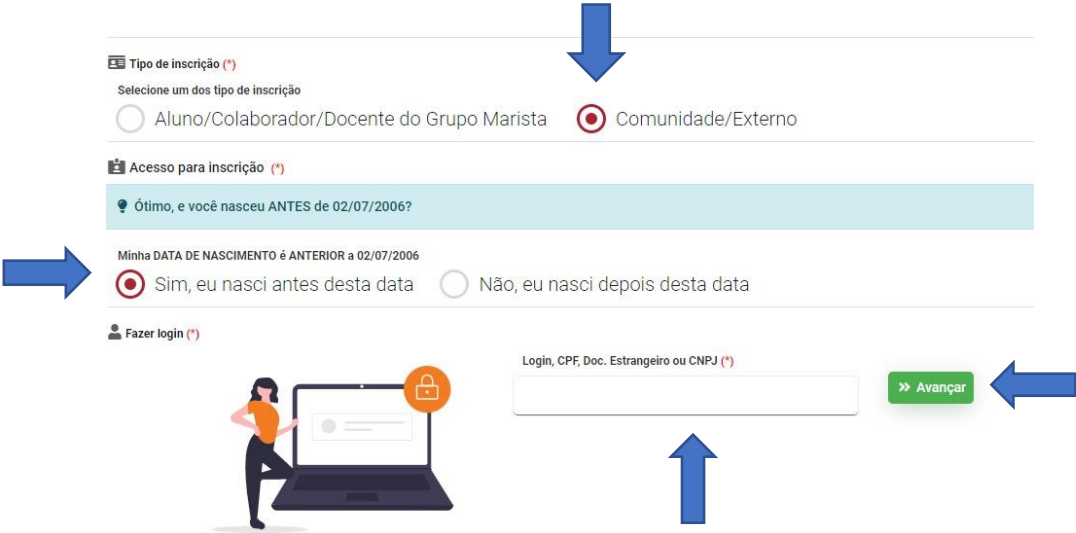 Tipo de inscrição (*)
Selecione um dos tipo de inscrição
Aluno/Colaborador/Docente do Grupo Marista Comunidade/Externo
Acesso para inscrição (*)
Ótimo, e você nasceu ANTES de 02/07/2006?
Minha DATA DE NASCIMENTO é ANTERIOR a 02/07/2006
Sim, eu nasci antes desta data Não, eu nasci depois desta data
Fazer login (*)
Login, CPF, Doc. Estrangeiro ou CNPJ (*)
Avançar